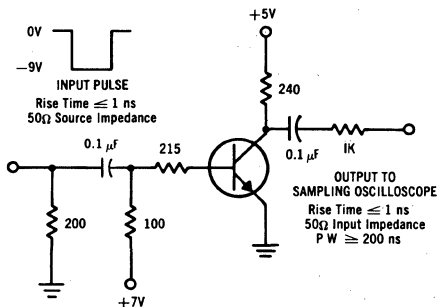 +5V
0V
−9V
INPUT PULSE
Rise Time ≤ 1 ns
50Ω Source Impedance
240
0.1 μF
215
0.1 μF
1K
OUTPUT TO
SAMPLING OSCILLOSCOPE
Rise Time ≤ 1 ns
50Ω Input Impedance
P W ≥ 200 ns
200
100
+7V